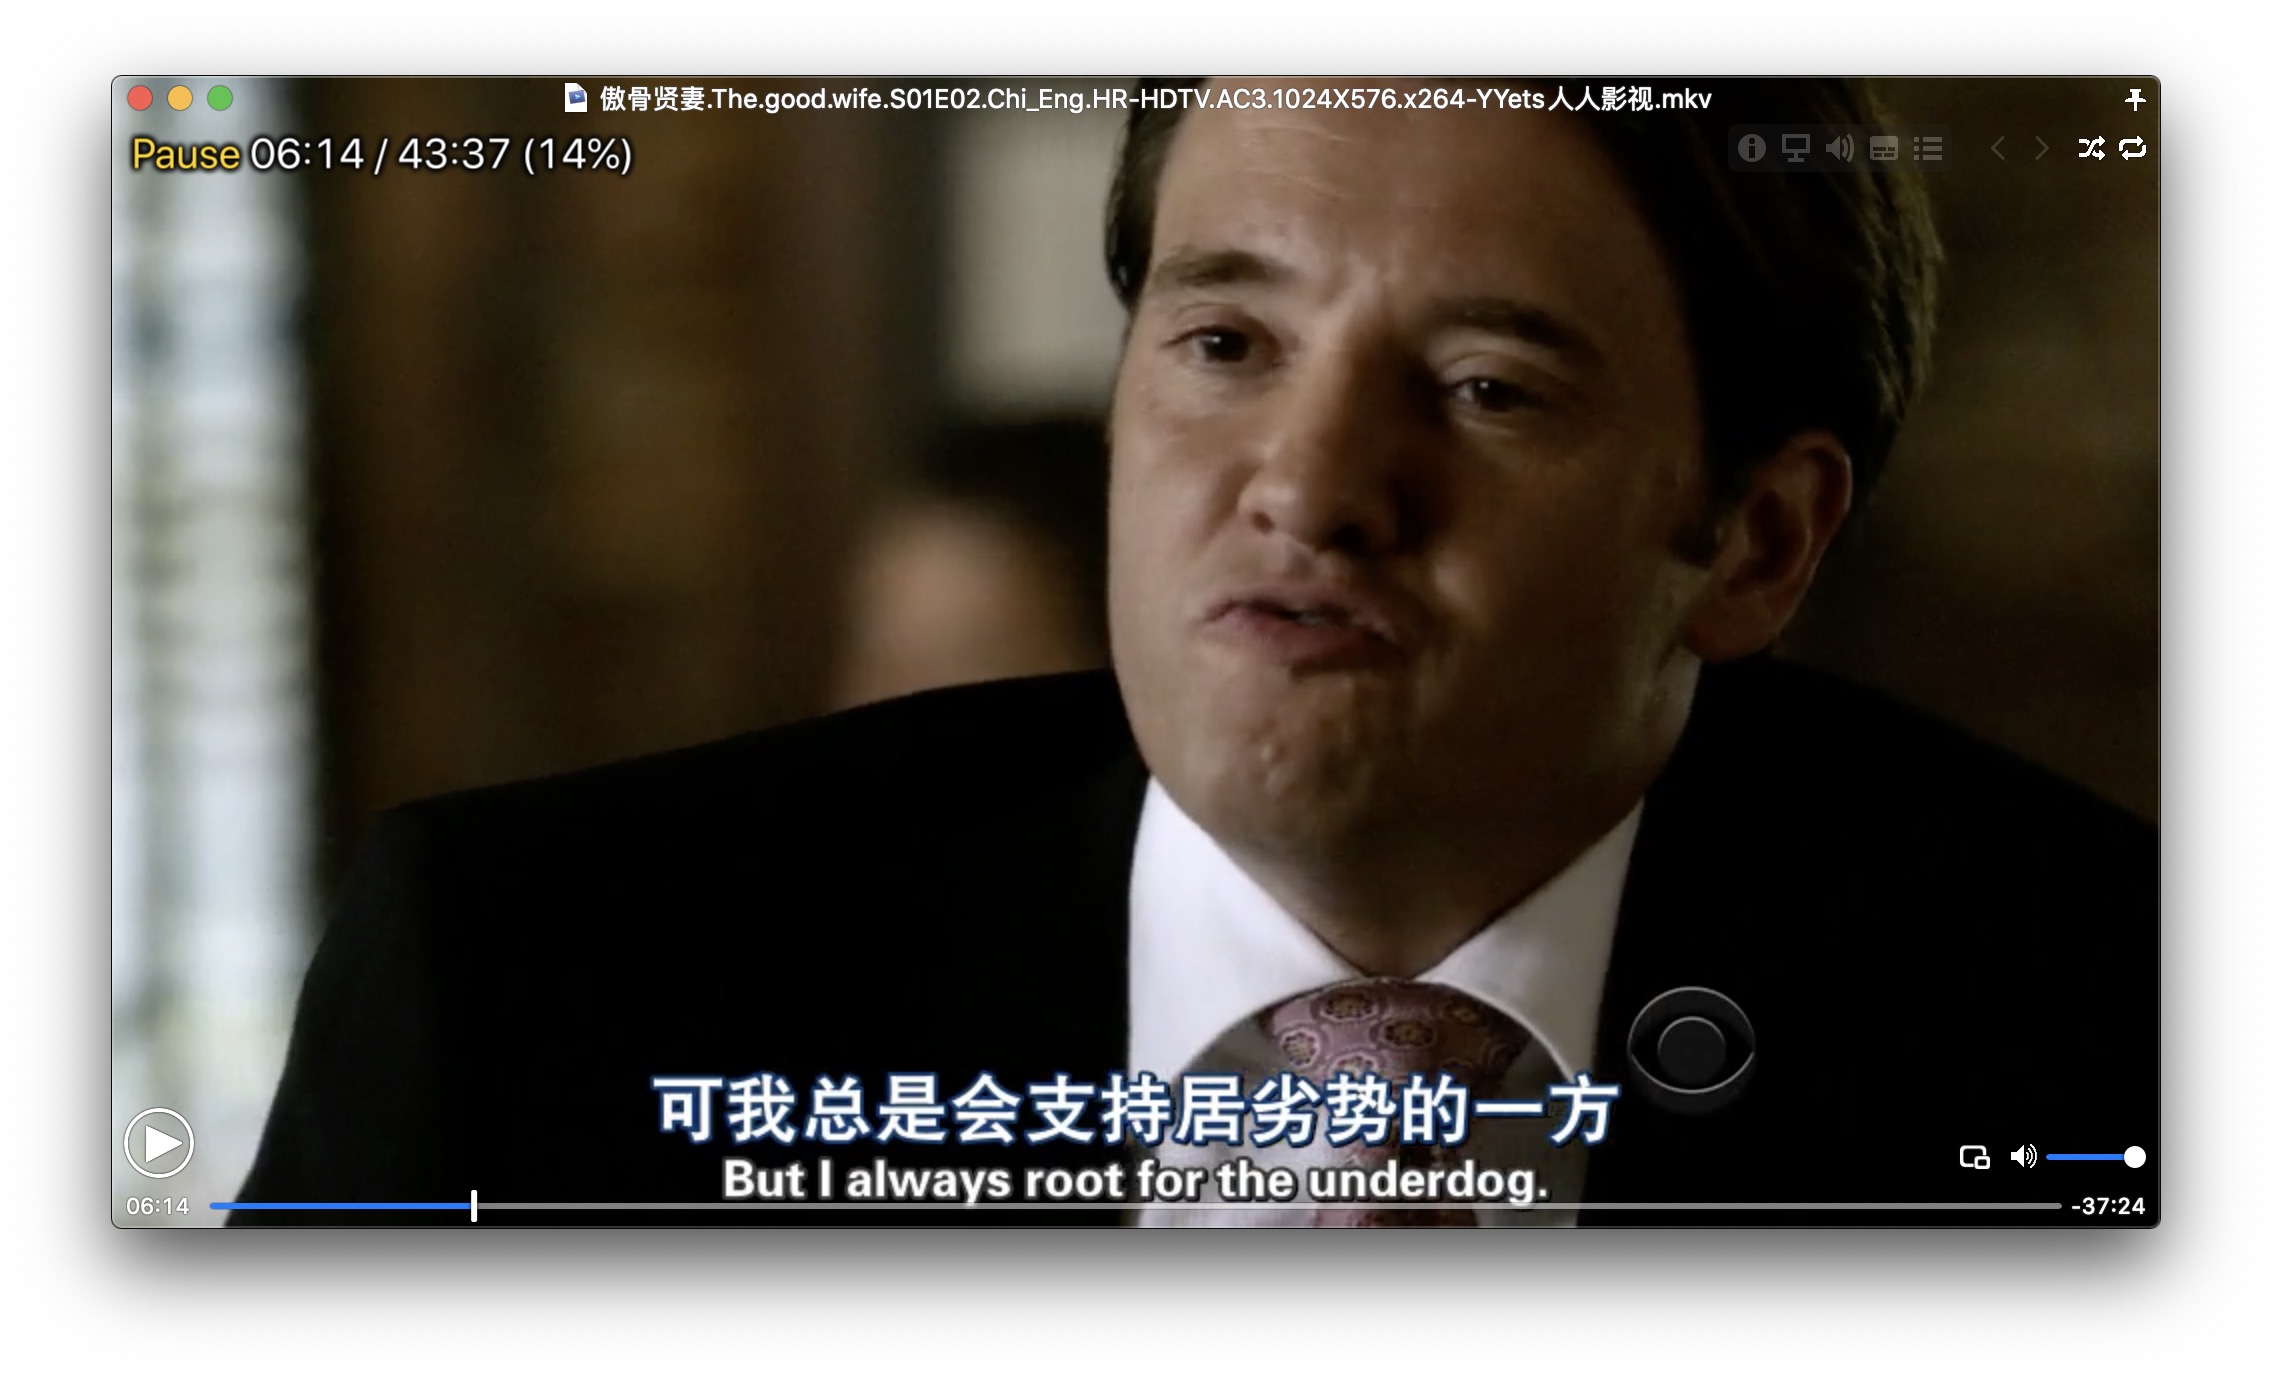 傲骨贤妻.The.good.wife.S01E02.Chi_Eng.HR-HDTV.AC3.1024X576.x264-YYets人人影视.mkv
Pause 06:14 / 43:37 (14%)
可我总是会支持居劣势的一方
But I always root for the underdog.
06:14
-37:24